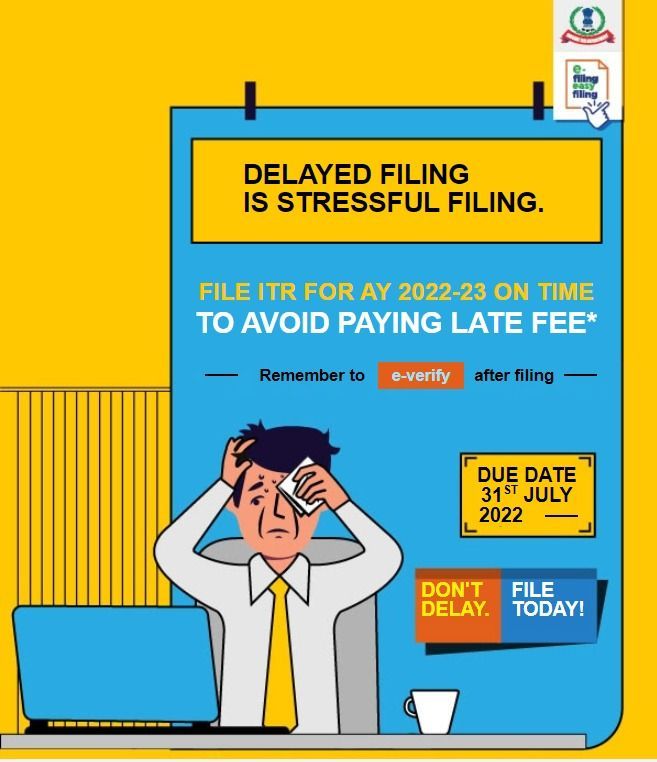 e-
filing
easy
filing
DELAYED FILING
IS STRESSFUL FILING.
FILE ITR FOR AY 2022-23 ON TIME
TO AVOID PAYING LATE FEE*
Remember to e-verify after filing
DUE DATE
31ST JULY
2022
DON'T
DELAY.
FILE
TODAY!